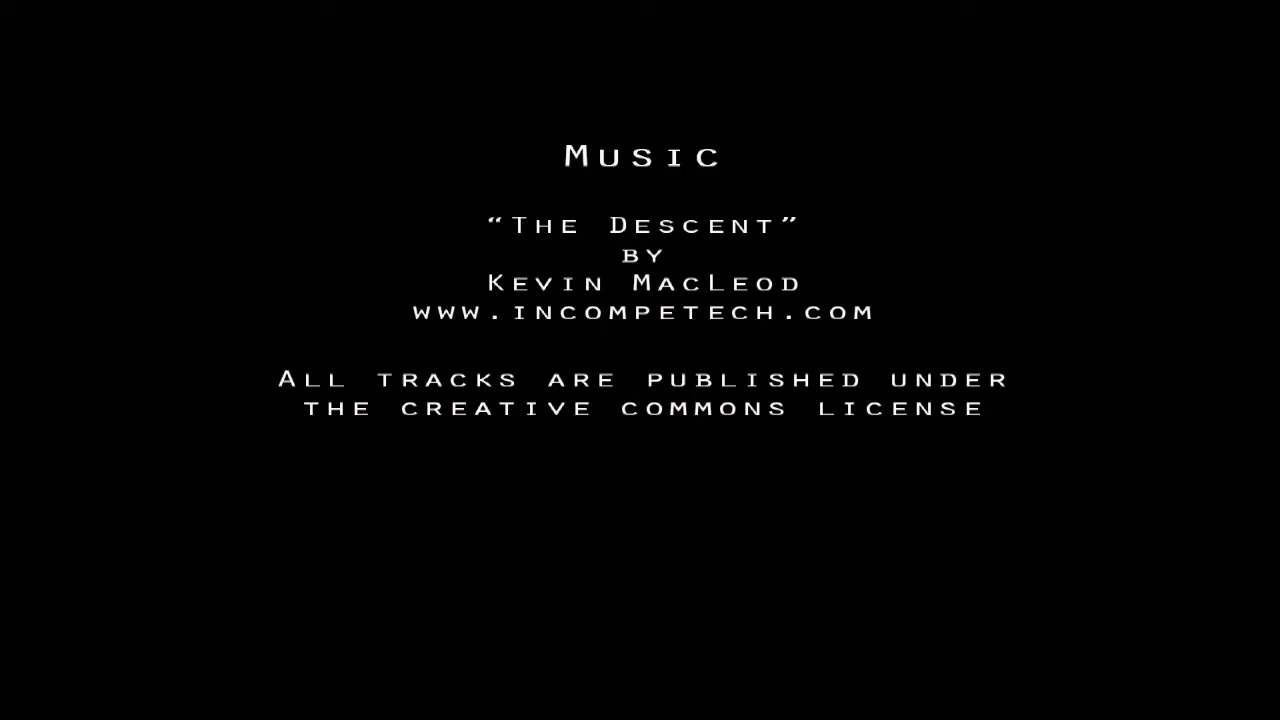 Music
“The Descent”
by
Kevin MacLeod
www.incompetech.com
All tracks are published under
the creative commons license